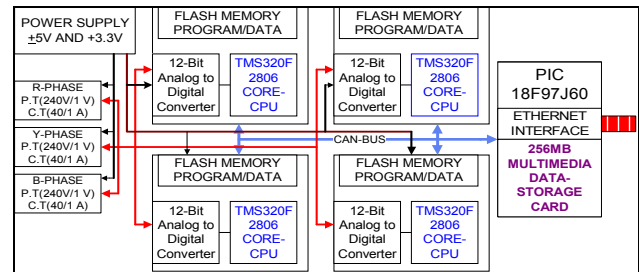 POWER SUPPLY
+5V AND +3.3V
R-PHASE
P.T(240V/1 V)
C.T(40/1 A)
Y-PHASE
P.T(240V/1 V)
C.T(40/1 A)
B-PHASE
P.T(240V/1 V)
C.T(40/1 A)
FLASH MEMORY
PROGRAM/DATA
12-Bit
Analog to
Digital
Converter
TMS320F
2806
CORE-
CPU
FLASH MEMORY
PROGRAM/DATA
12-Bit
Analog to
Digital
Converter
TMS320F
2806
CORE-
CPU
CAN-BUS
FLASH MEMORY
PROGRAM/DATA
12-Bit
Analog to
Digital
Converter
TMS320F
2806
CORE-
CPU
FLASH MEMORY
PROGRAM/DATA
12-Bit
Analog to
Digital
Converter
TMS320F
2806
CORE-
CPU
PIC
18F97J60
ETHERNET
INTERFACE
256MB
MULTIMEDIA
DATA-
STORAGE
CARD